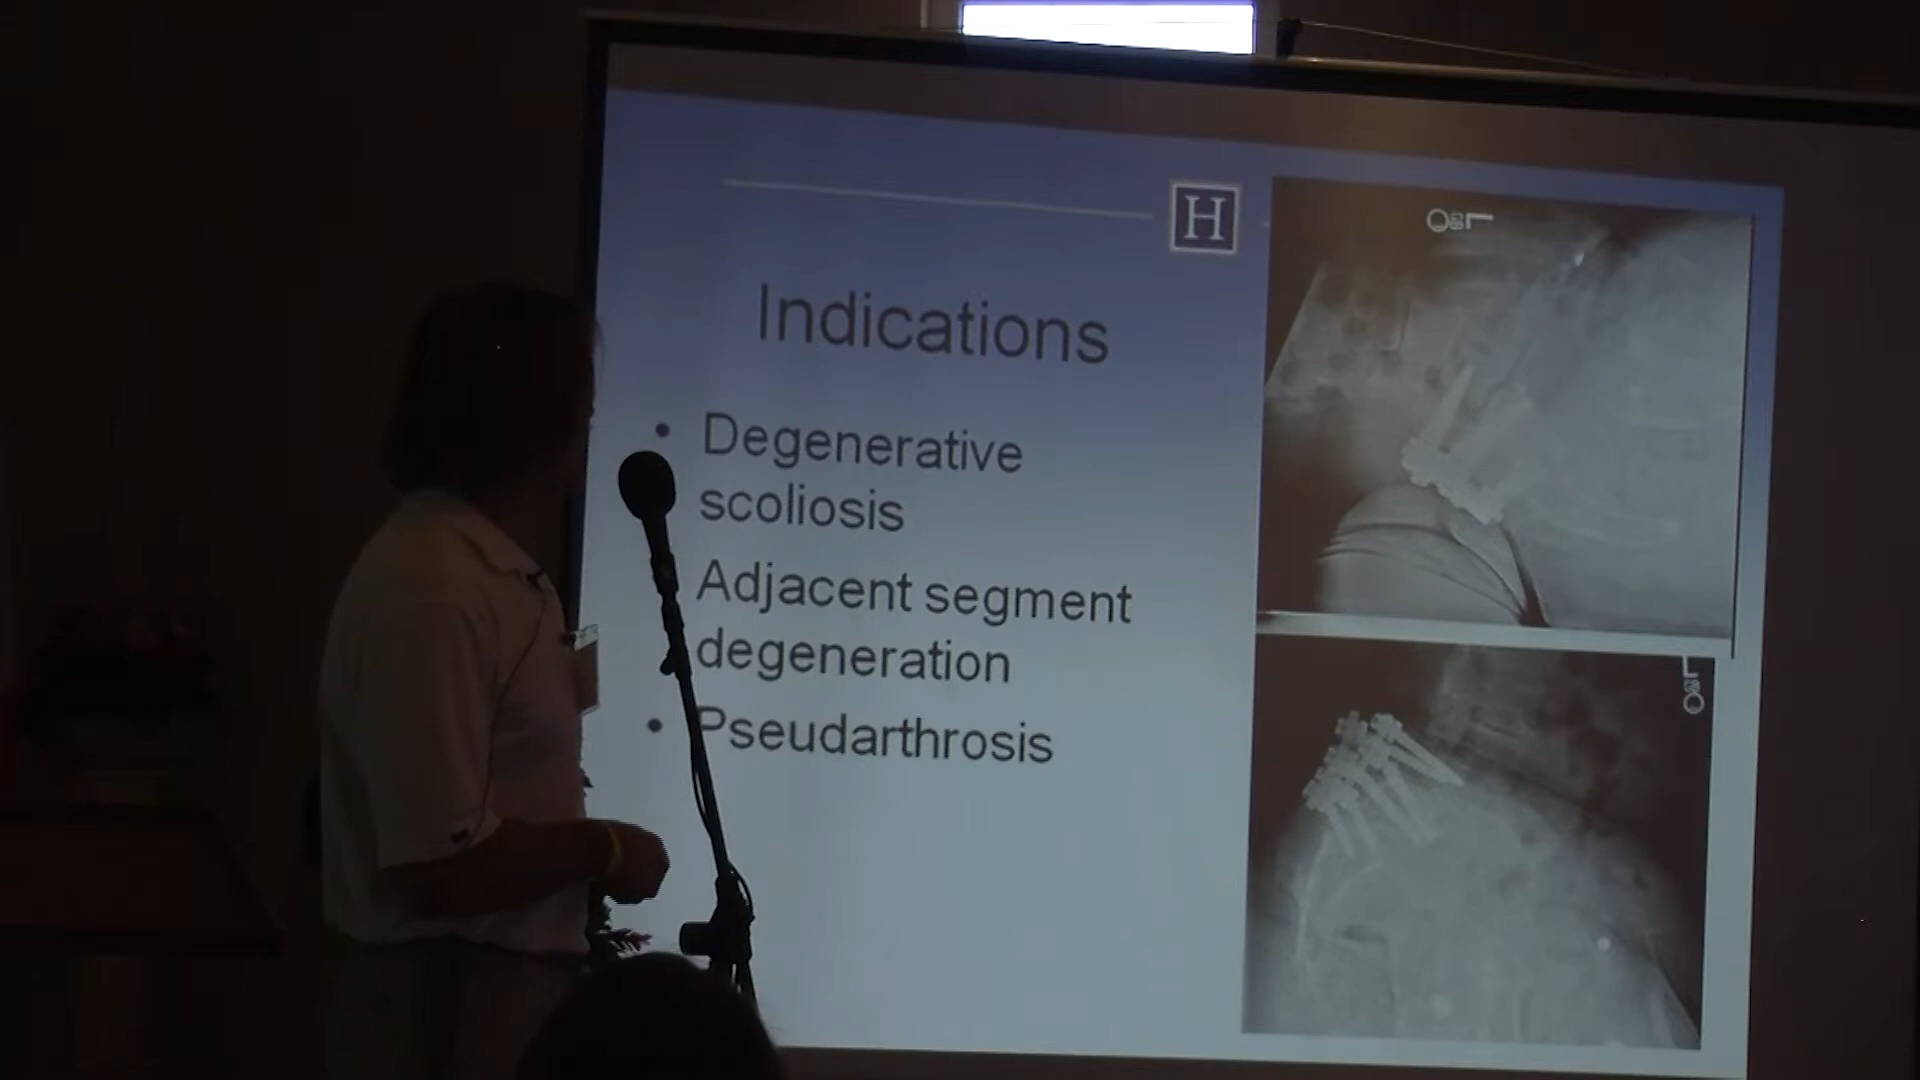 H
Indications
• Degenerative
scoliosis
Adjacent segment
degeneration
• Pseudarthrosis